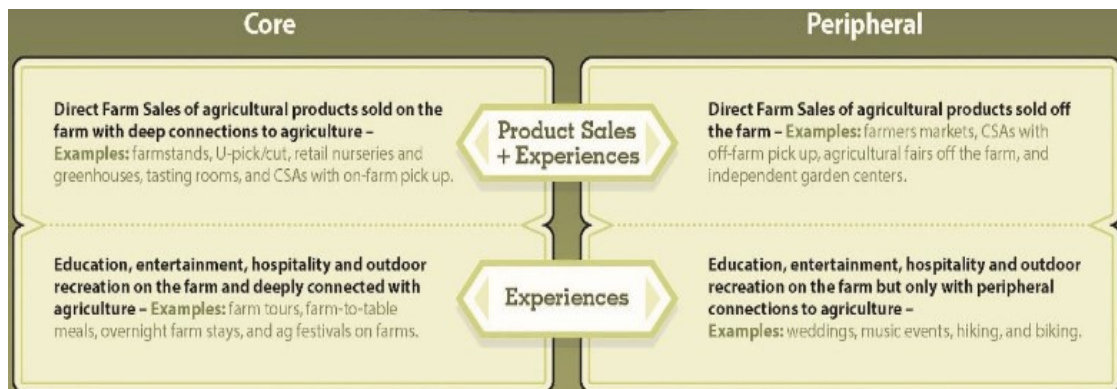 Core
Peripheral
Direct Farm Sales of agricultural products sold on the
farm with deep connections to agriculture –
Examples: farmstands, U-pick/cut, retail nurseries and
greenhouses, tasting rooms, and CSAs with on-farm pick up.
Product Sales
+ Experiences
Direct Farm Sales of agricultural products sold off
the farm – Examples: farmers markets, CSAs with
off-farm pick up, agricultural fairs off the farm, and
independent garden centers.
Education, entertainment, hospitality and outdoor
recreation on the farm and deeply connected with
agriculture – Examples: farm tours, farm-to-table
meals, overnight farm stays, and ag festivals on farms.
Experiences
Education, entertainment, hospitality and outdoor
recreation on the farm but only with peripheral
connections to agriculture –
Examples: weddings, music events, hiking, and biking.